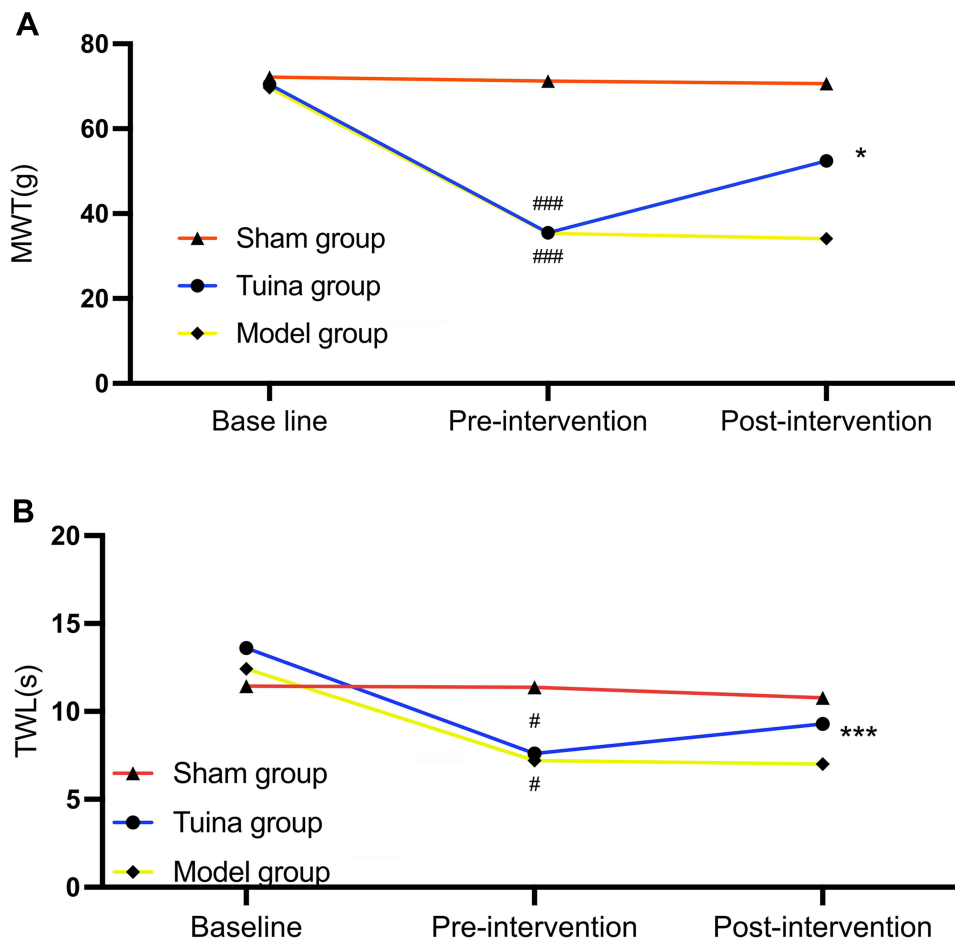 A
80
60
40
20
0
MWT(g)
###
###
*
Sham group
Tuina group
Model group
Base line Pre-intervention Post-intervention
B
20
15
10
5
0
TWL(s)
#
#
***
Sham group
Tuina group
Model group
Baseline Pre-intervention Post-intervention